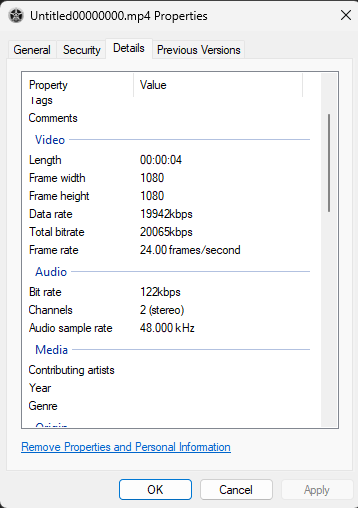 Untitled00000000.mp4 Properties
General Security Details Previous Versions
Property Value
Tags
Comments
Video
Length 00:00:04
Frame width 1080
Frame height 1080
Data rate 19942kbps
Total bitrate 20065kbps
Frame rate 24.00 frames/second
Audio
Bit rate 122kbps
Channels 2 (stereo)
Audio sample rate 48.000 kHz
Media
Contributing artists
Year
Genre
Origin
Remove Properties and Personal Information
OK Cancel Apply